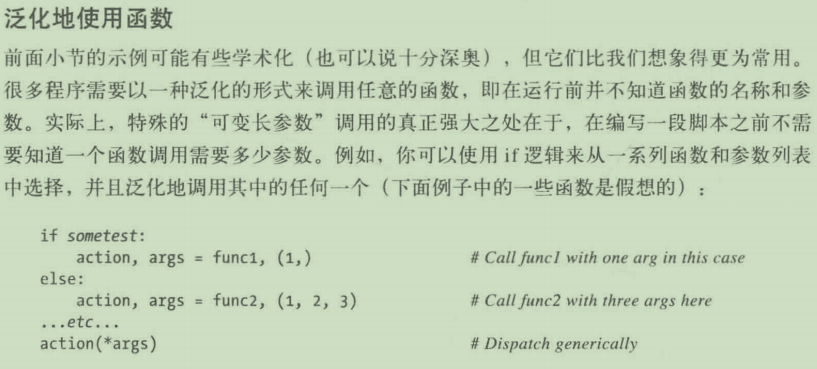 泛化地使用函数
前面小节的示例可能有些学术化（也可以说十分深奥），但它们比我们想象得更为常用。
很多程序需要以一种泛化的形式来调用任意的函数，即在运行前并不知道函数的名称和参
数。实际上，特殊的“可变长参数”调用的真正强大之处在于，在编写一段脚本之前不需
要知道一个函数调用需要多少参数。例如，你可以使用if逻辑来从一系列函数和参数列表
中选择，并且泛化地调用其中的任何一个（下面例子中的一些函数是假想的）：
if sometest:
    action, args = func1, (1,)                # Call func1 with one arg in this case
else:
    action, args = func2, (1, 2, 3)           # Call func2 with three args here
...etc...
action(*args)                                 # Dispatch generically